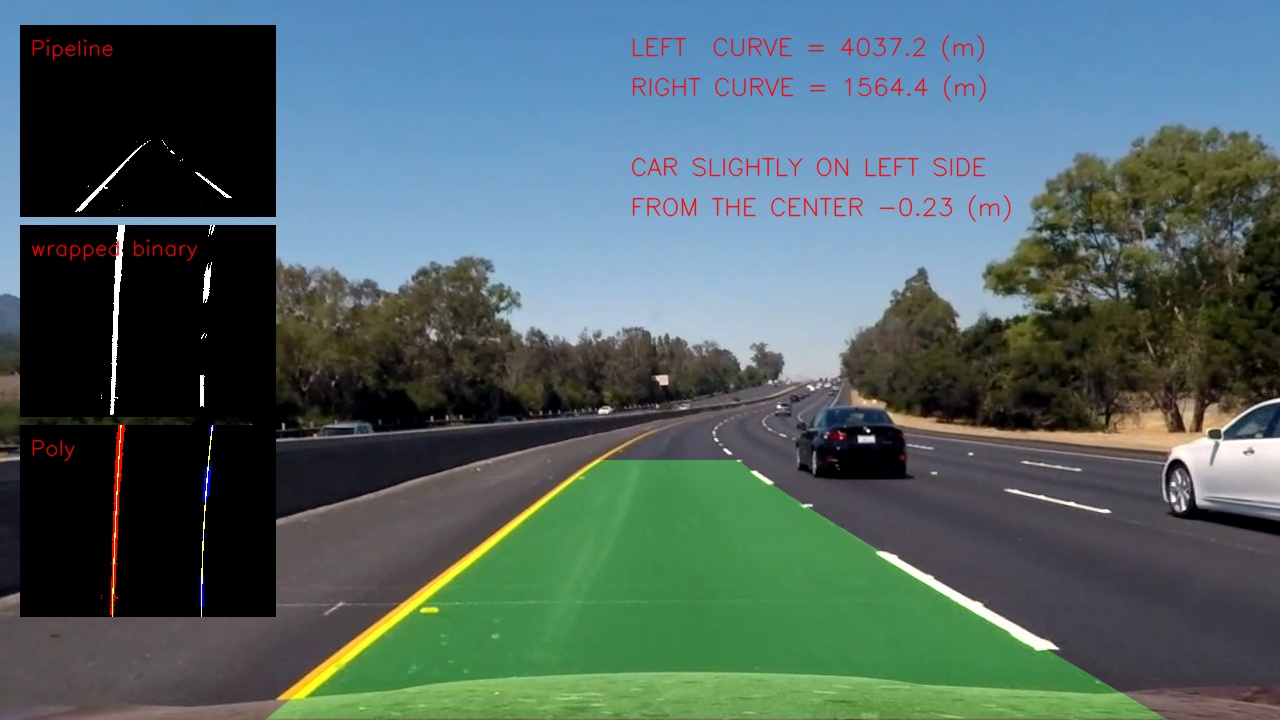 Pipeline
wrapped binary
Poly
LEFT CURVE = 4037.2 (m)
RIGHT CURVE = 1564.4 (m)
CAR SLIGHTLY ON LEFT SIDE
FROM THE CENTER -0.23 (m)